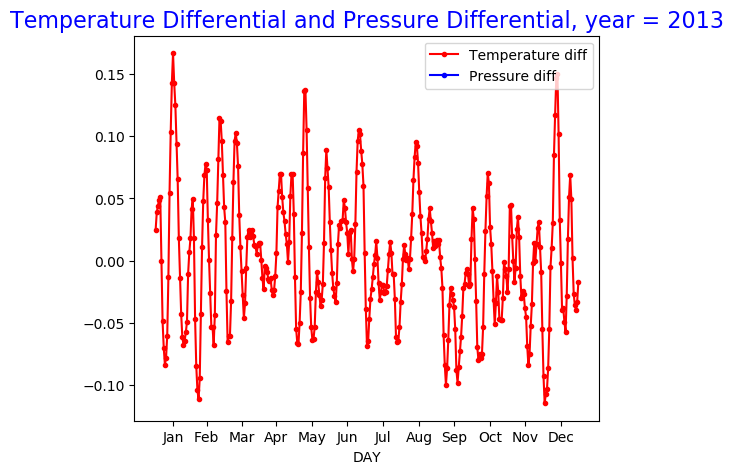 Temperature Differential and Pressure Differential, year = 2013
Temperature diff
Pressure diff
0.15
0.10
0.05
0.00
−0.05
−0.10
Jan Feb Mar Apr May Jun Jul Aug Sep Oct Nov Dec
DAY